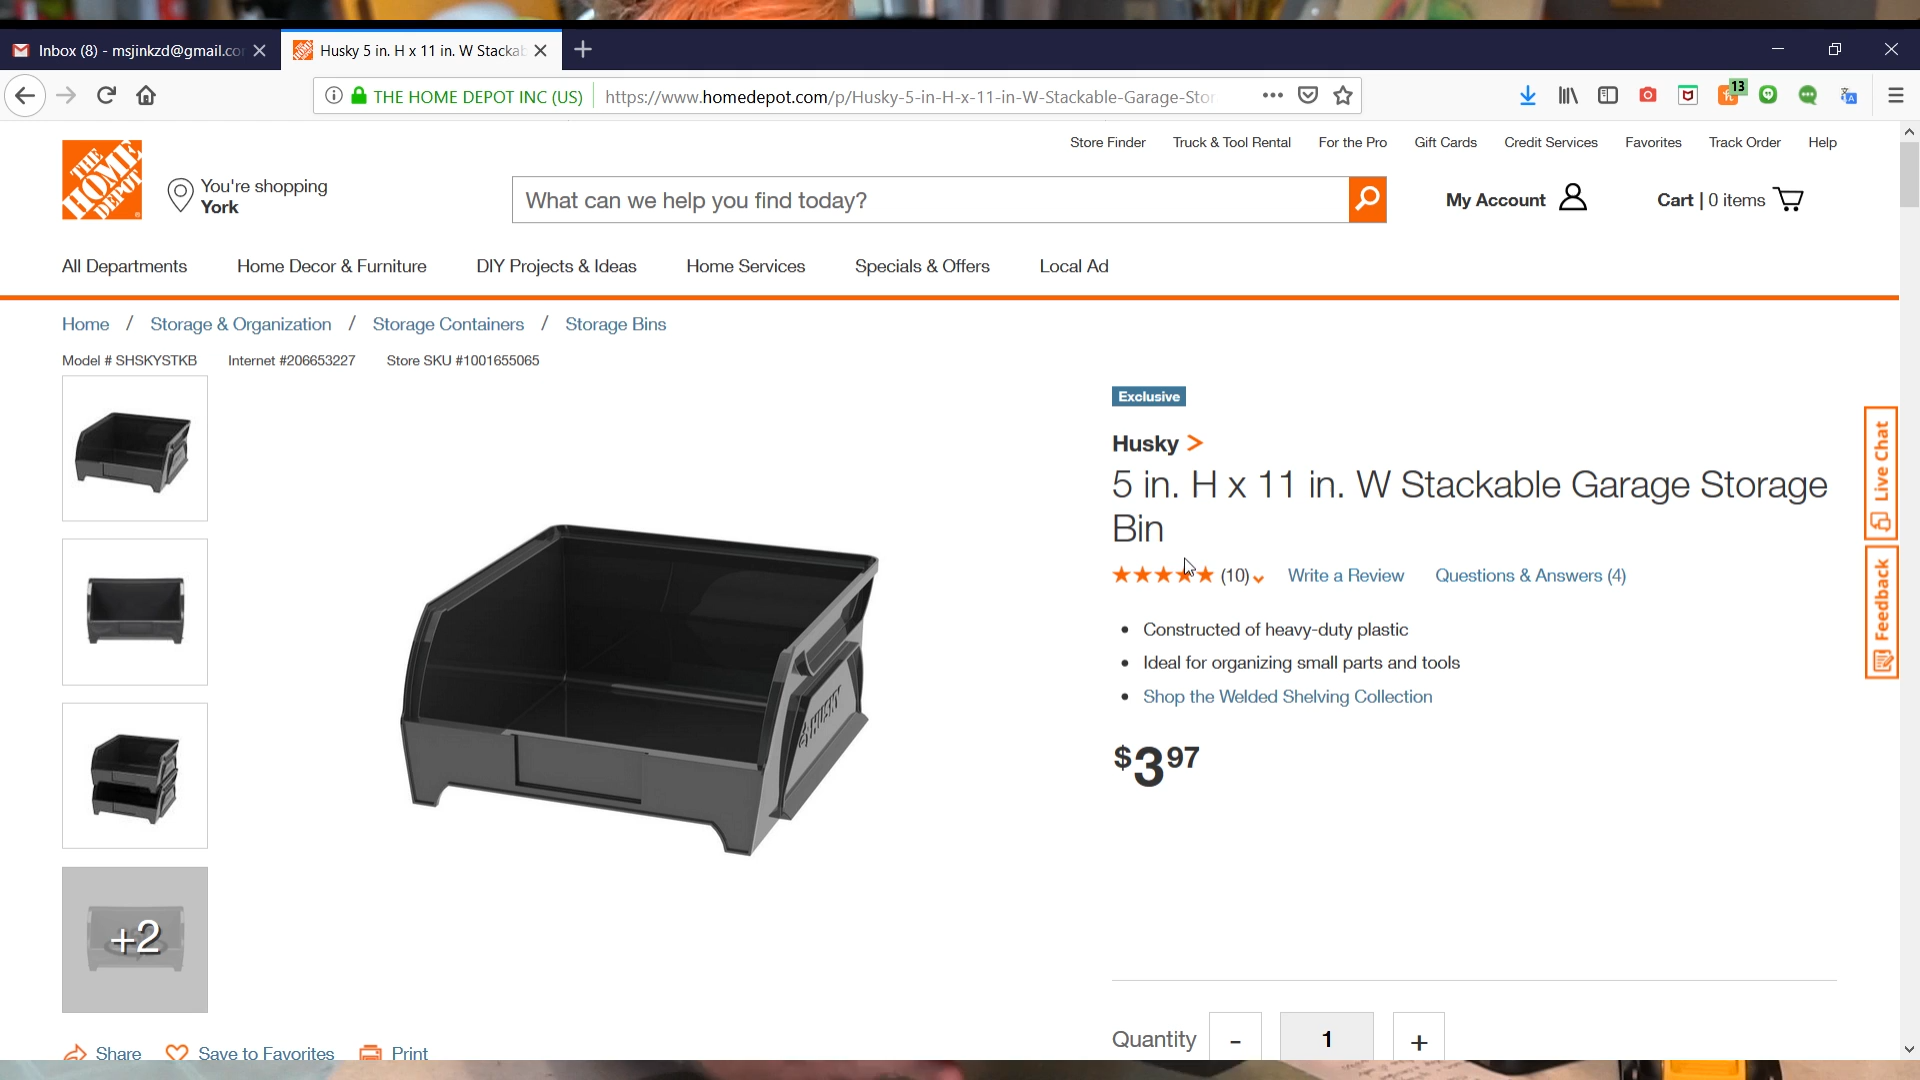 Inbox (8) - msjinkzd@gmail.co
Husky 5 in. H x 11 in. W Stackab
THE HOME DEPOT INC (US)
https://www.homedepot.com/p/Husky-5-in-H-x-11-in-W-Stackable-Garage-Stor
13
Store Finder
Truck & Tool Rental
For the Pro
Gift Cards
Credit Services
Favorites
Track Order
Help
THE HOME DEPOT
You're shopping
York
What can we help you find today?
My Account
Cart | 0 items
All Departments
Home Decor & Furniture
DIY Projects & Ideas
Home Services
Specials & Offers
Local Ad
Home / Storage & Organization / Storage Containers / Storage Bins
Model # SHSKYSTKB
Internet #206653227
Store SKU #1001655065
Exclusive
Husky >
5 in. H x 11 in. W Stackable Garage Storage
Bin
(10)
Write a Review
Questions & Answers (4)
Constructed of heavy-duty plastic
Ideal for organizing small parts and tools
Shop the Welded Shelving Collection
$3 97
HUSKY
Live Chat
Feedback
+2
Quantity
-
1
+
Share
Save to Favorites
Print